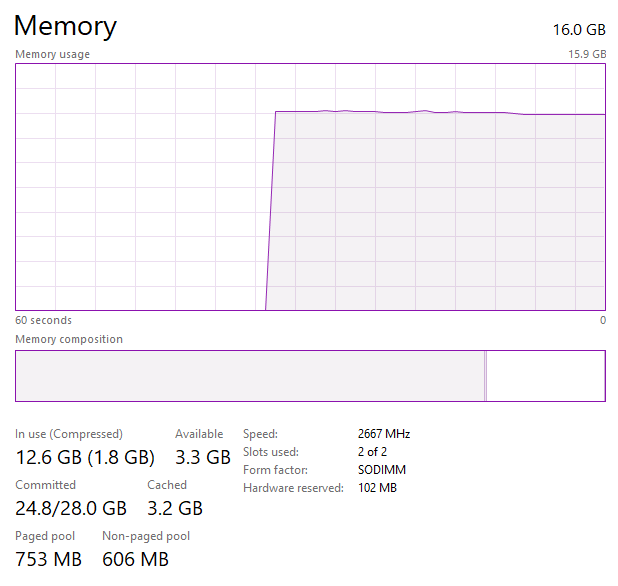 Memory 16.0 GB
Memory usage 15.9 GB
60 seconds 0
Memory composition
In use (Compressed) Available
12.6 GB (1.8 GB) 3.3 GB
Committed Cached
24.8/28.0 GB 3.2 GB
Paged pool Non-paged pool
753 MB 606 MB
Speed: 2667 MHz
Slots used: 2 of 2
Form factor: SODIMM
Hardware reserved: 102 MB